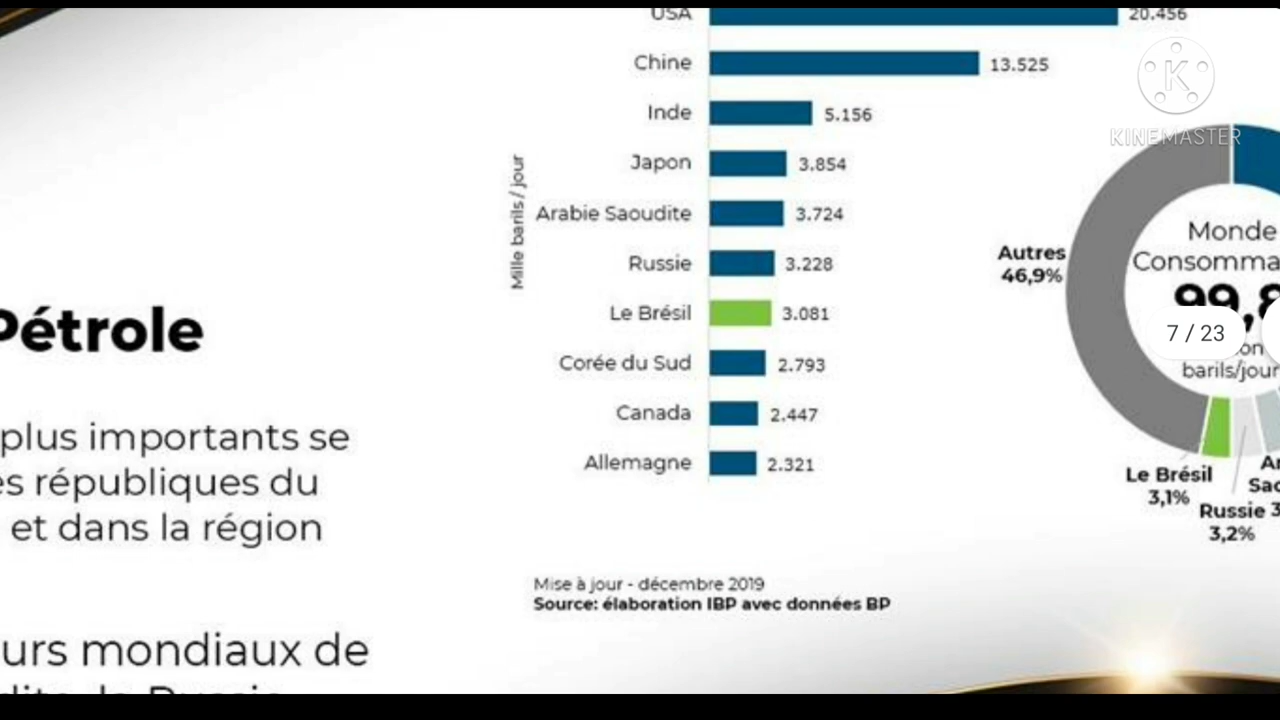 Pétrole
plus importants se
es républiques du
et dans la région
urs mondiaux de
Mille barils / jour
USA 20.456
Chine 13.525
Inde 5.156
Japon 3.854
Arabie Saoudite 3.724
Russie 3.228
Le Brésil 3.081
Corée du Sud 2.793
Canada 2.447
Allemagne 2.321
Mise à jour - décembre 2019
Source: élaboration IBP avec données BP
K
KINEMASTER
Autres
46,9%
Monde
Consomma
99,8
7 / 23
on
barils/jour
Le Brésil
3,1%
Russie
3,2%